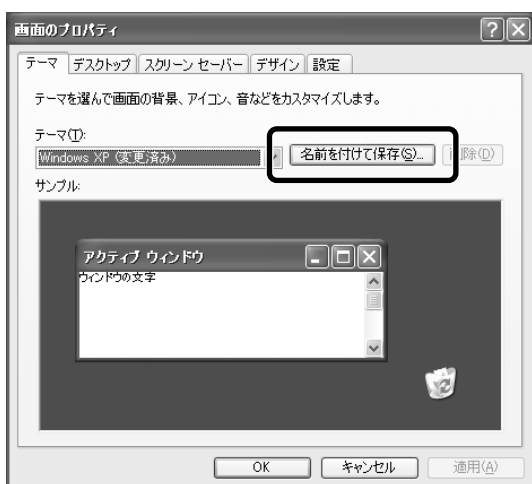 画面のプロパティ
テーマ デスクトップ スクリーン セーバー デザイン 設定
テーマを選んで画面の背景、アイコン、音などをカスタマイズします。
テーマ(T):
Windows XP (変更済み) 名前を付けて保存(S)... 除(D)
サンプル:
アクティブ ウィンドウ
ウィンドウの文字
OK キャンセル 適用(A)